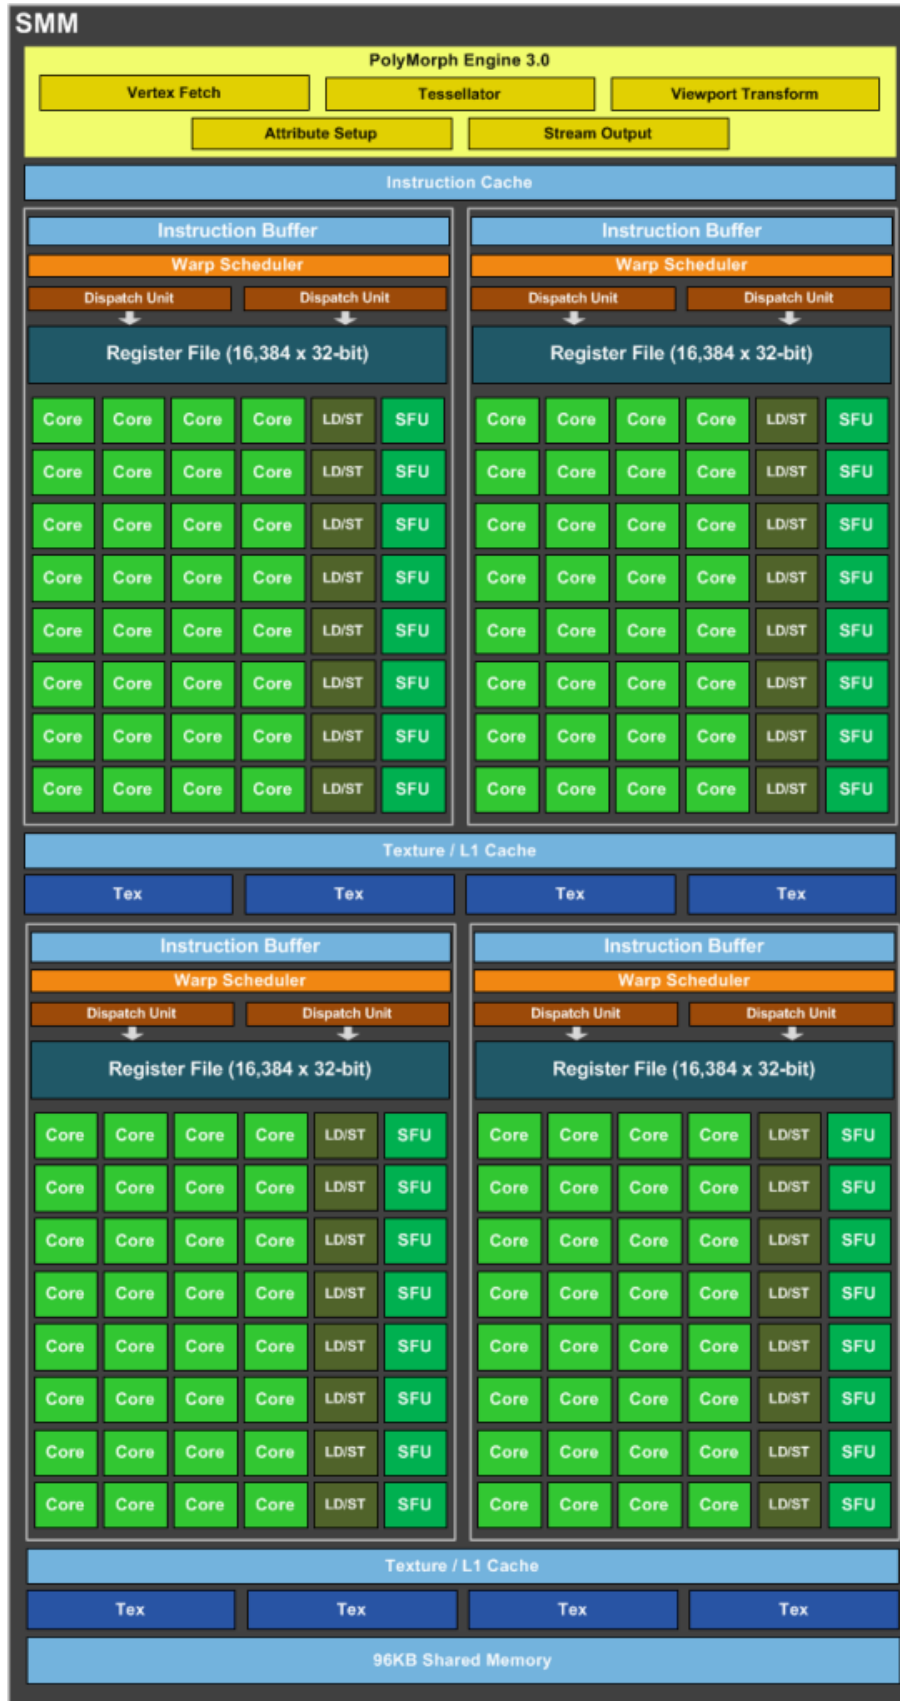 SMM
PolyMorph Engine 3.0
Vertex Fetch Tessellator Viewport Transform
Attribute Setup Stream Output
Instruction Cache
Instruction Buffer Instruction Buffer
Warp Scheduler Warp Scheduler
Dispatch Unit Dispatch Unit Dispatch Unit Dispatch Unit
Register File (16,384 x 32-bit) Register File (16,384 x 32-bit)
Core Core Core Core LD/ST SFU Core Core Core Core LD/ST SFU
Core Core Core Core LD/ST SFU Core Core Core Core LD/ST SFU
Core Core Core Core LD/ST SFU Core Core Core Core LD/ST SFU
Core Core Core Core LD/ST SFU Core Core Core Core LD/ST SFU
Core Core Core Core LD/ST SFU Core Core Core Core LD/ST SFU
Core Core Core Core LD/ST SFU Core Core Core Core LD/ST SFU
Core Core Core Core LD/ST SFU Core Core Core Core LD/ST SFU
Core Core Core Core LD/ST SFU Core Core Core Core LD/ST SFU
Texture / L1 Cache
Tex Tex Tex Tex
Instruction Buffer Instruction Buffer
Warp Scheduler Warp Scheduler
Dispatch Unit Dispatch Unit Dispatch Unit Dispatch Unit
Register File (16,384 x 32-bit) Register File (16,384 x 32-bit)
Core Core Core Core LD/ST SFU Core Core Core Core LD/ST SFU
Core Core Core Core LD/ST SFU Core Core Core Core LD/ST SFU
Core Core Core Core LD/ST SFU Core Core Core Core LD/ST SFU
Core Core Core Core LD/ST SFU Core Core Core Core LD/ST SFU
Core Core Core Core LD/ST SFU Core Core Core Core LD/ST SFU
Core Core Core Core LD/ST SFU Core Core Core Core LD/ST SFU
Core Core Core Core LD/ST SFU Core Core Core Core LD/ST SFU
Core Core Core Core LD/ST SFU Core Core Core Core LD/ST SFU
Texture / L1 Cache
Tex Tex Tex Tex
96KB Shared Memory